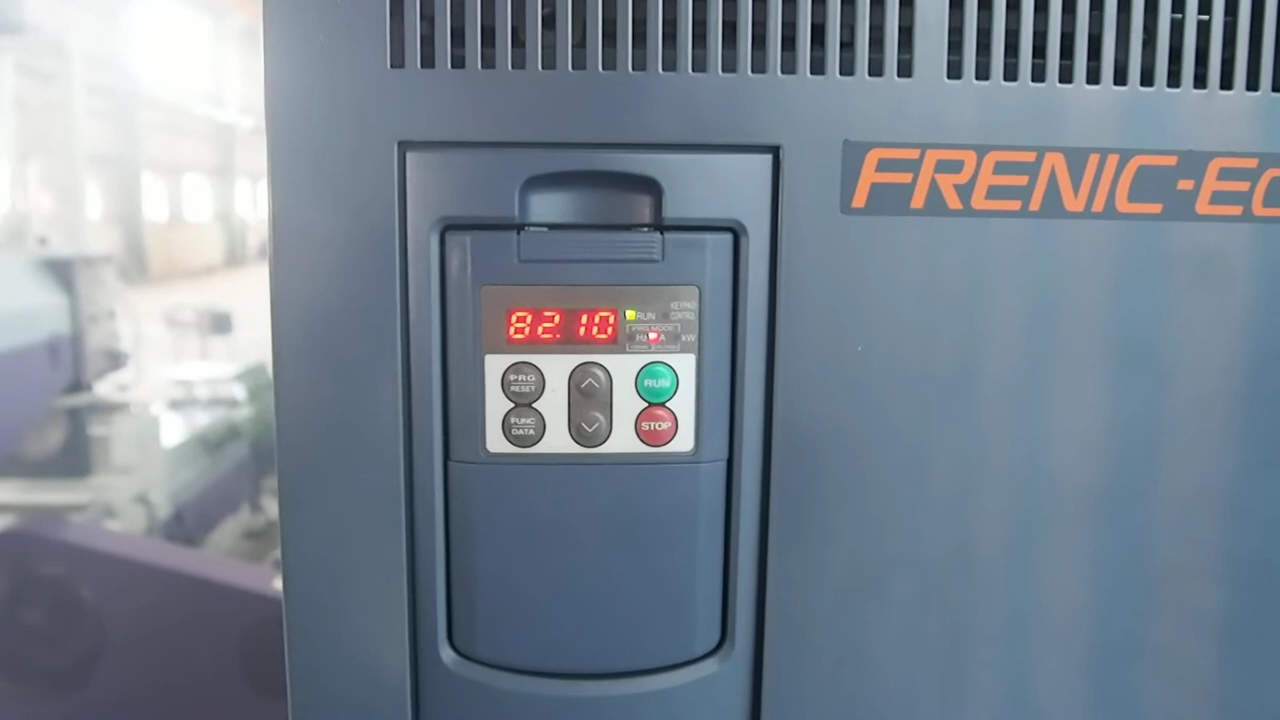 FRENIC-Ec
KEYPAD
82.10 RUN CONTROL
PRG MODE
Hz A kW
PRG RESET
RUN
FUNC DATA
STOP